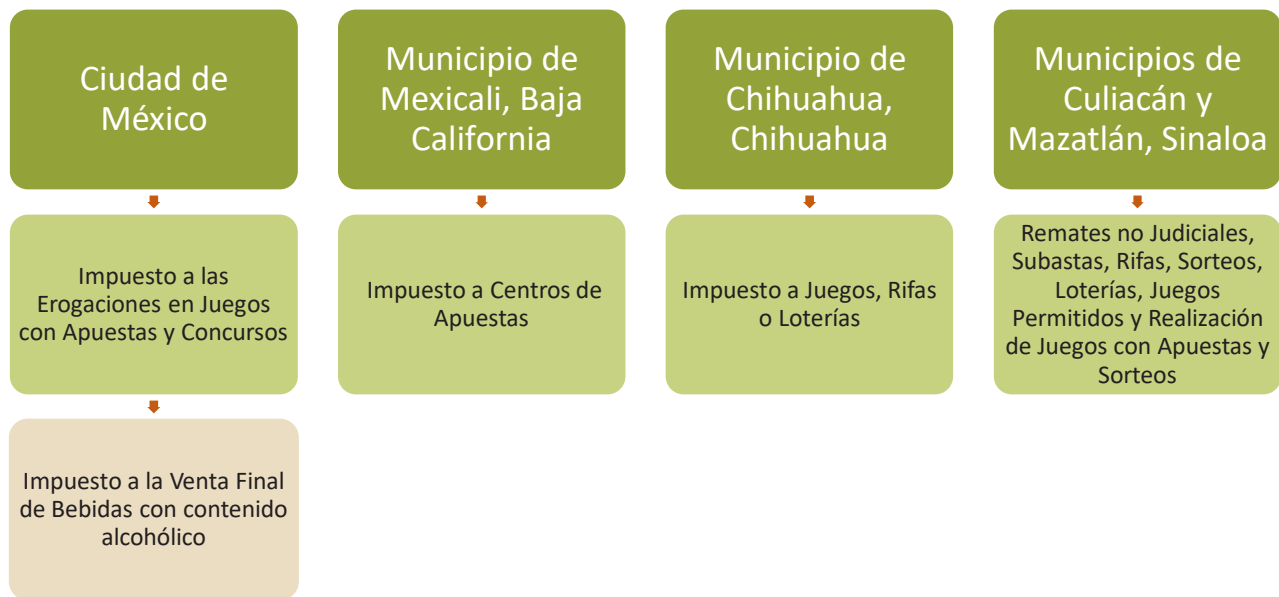 Ciudad de
México
Impuesto a las
Erogaciones en Juegos
con Apuestas y Concursos
Impuesto a la Venta Final
de Bebidas con contenido
alcohólico
Municipio de
Mexicali, Baja
California
Impuesto a Centros de
Apuestas
Municipio de
Chihuahua,
Chihuahua
Impuesto a Juegos, Rifas
o Loterías
Municipios de
Culiacán y
Mazatlán, Sinaloa
Remates no Judiciales,
Subastas, Rifas, Sorteos,
Loterías, Juegos
Permitidos y Realización
de Juegos con Apuestas y
Sorteos